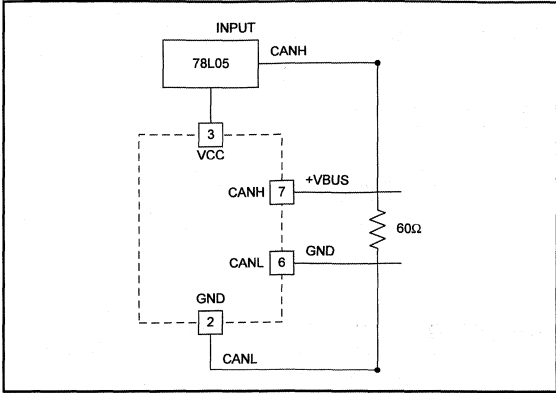 INPUT
78L05
CANH
3
VCC
CANH 7 +VBUS
60Ω
CANL 6 GND
GND
2
CANL